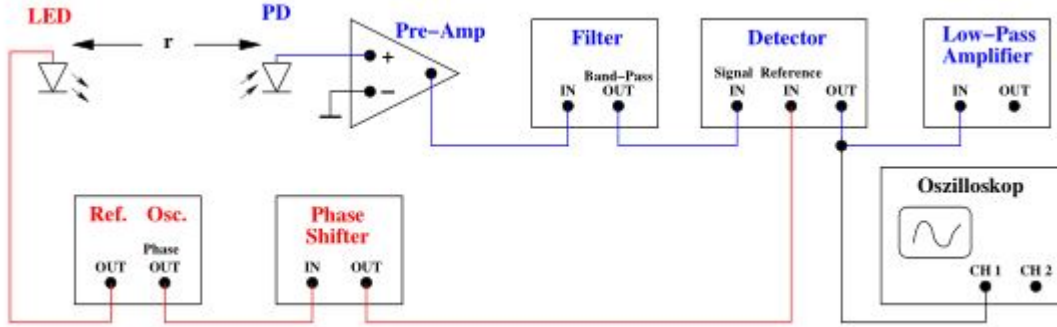 LED
r
PD
Pre-Amp
+
-
Filter
Band-Pass
IN OUT
Detector
Signal Reference
IN IN OUT
Low-Pass
Amplifier
IN OUT
Ref. Osc.
Phase
OUT OUT
Phase
Shifter
IN OUT
Oszilloskop
CH 1 CH 2